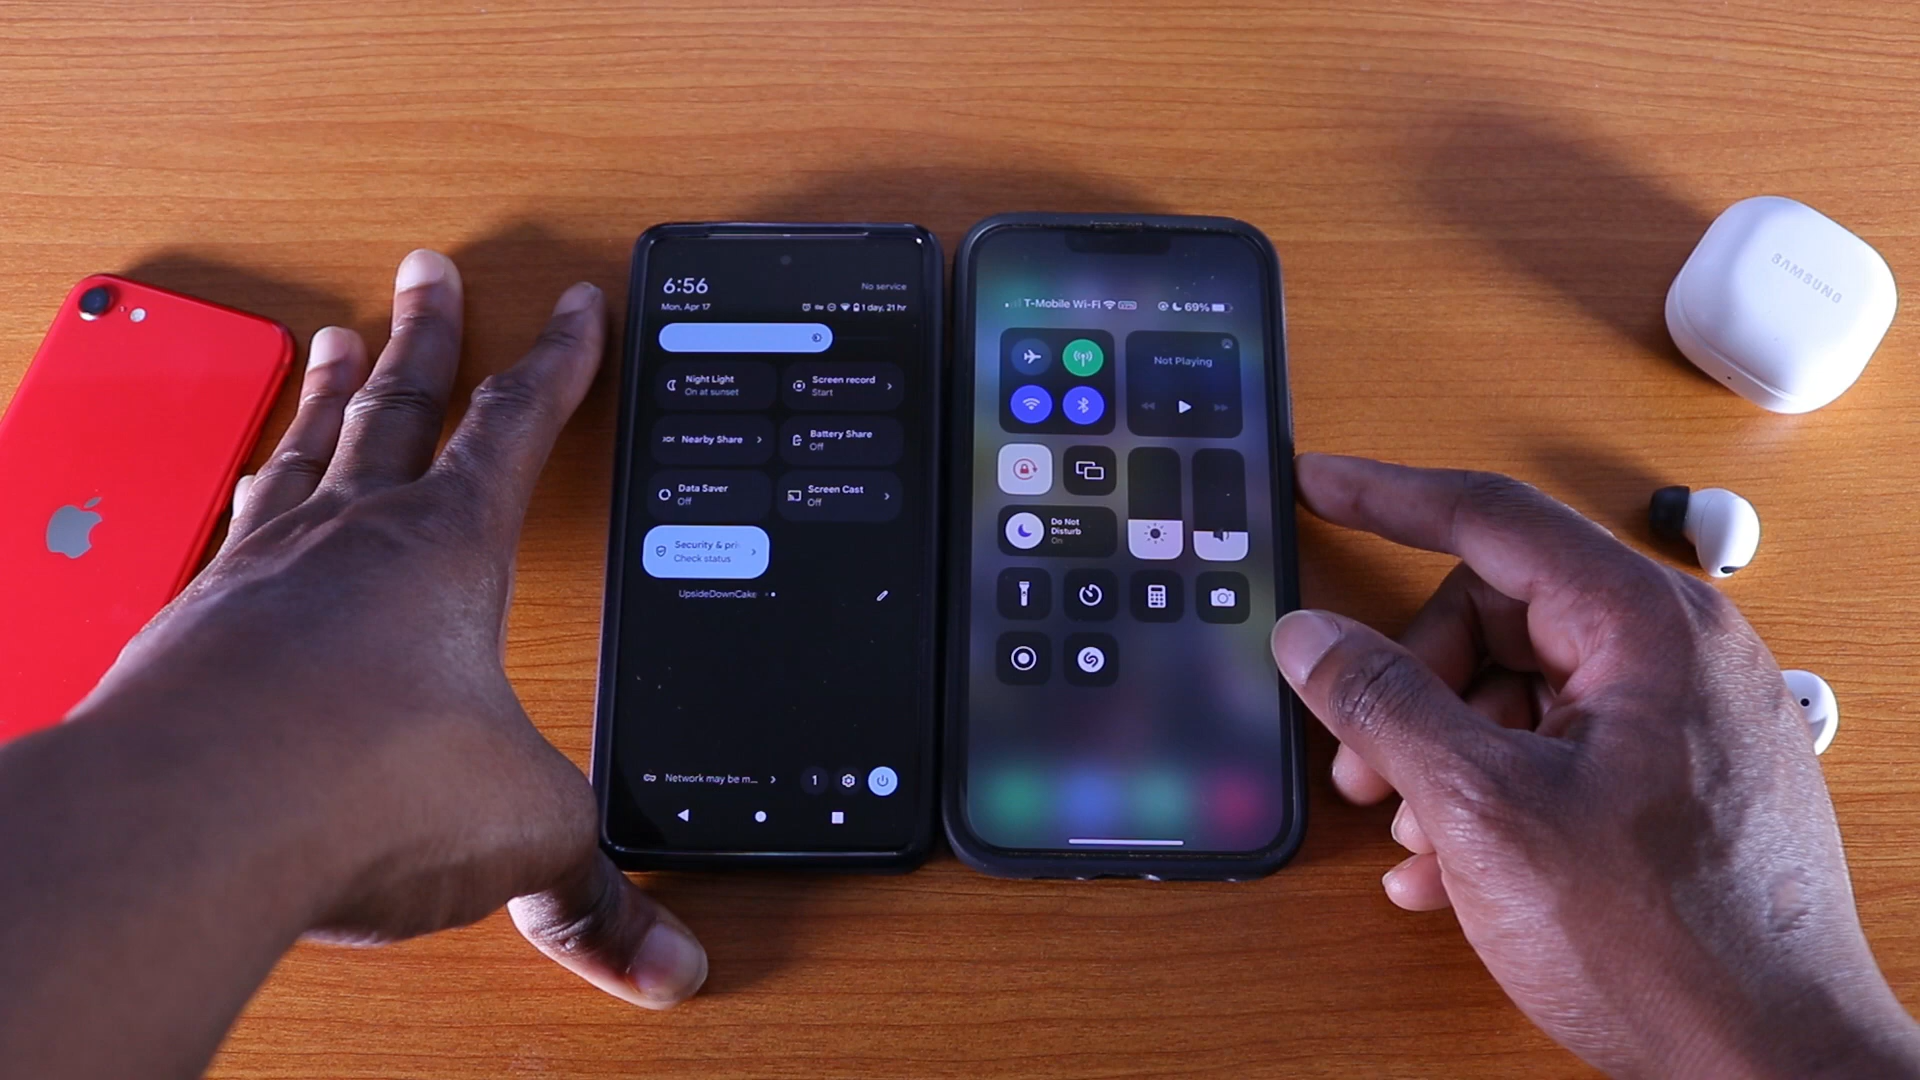 6:56
No service
Mon, Apr 17
1 day, 21 hr
Night Light
On at sunset
Screen record
Start
Nearby Share
Battery Share
Off
Data Saver
Off
Screen Cast
Off
Security & pri
Check status
UpsideDownCake
Network may be m...
1
T-Mobile Wi-Fi
VPN
69%
Not Playing
Do Not
Disturb
On
SAMSUNG